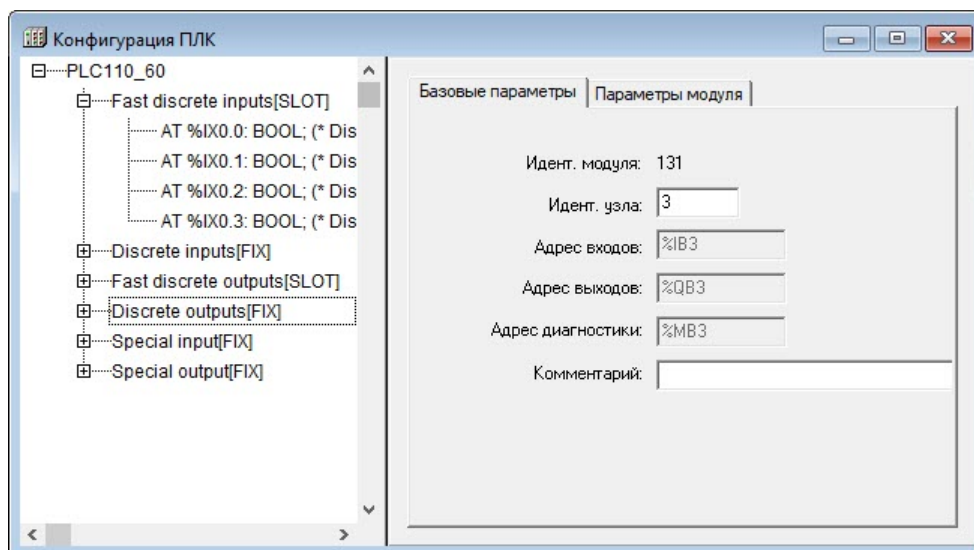 Конфигурация ПЛК
PLC110_60
Fast discrete inputs[SLOT]
AT %IX0.0: BOOL; (* Dis
AT %IX0.1: BOOL; (* Dis
AT %IX0.2: BOOL; (* Dis
AT %IX0.3: BOOL; (* Dis
Discrete inputs[FIX]
Fast discrete outputs[SLOT]
Discrete outputs[FIX]
Special input[FIX]
Special output[FIX]
Базовые параметры Параметры модуля
Идент. модуля: 131
Идент. узла: 3
Адрес входов: %IB3
Адрес выходов: %QB3
Адрес диагностики: %MB3
Комментарий: